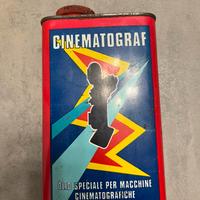 CINEMATOGRAF
OLIO SPECIALE PER MACCHINE
CINEMATOGRAFICHE